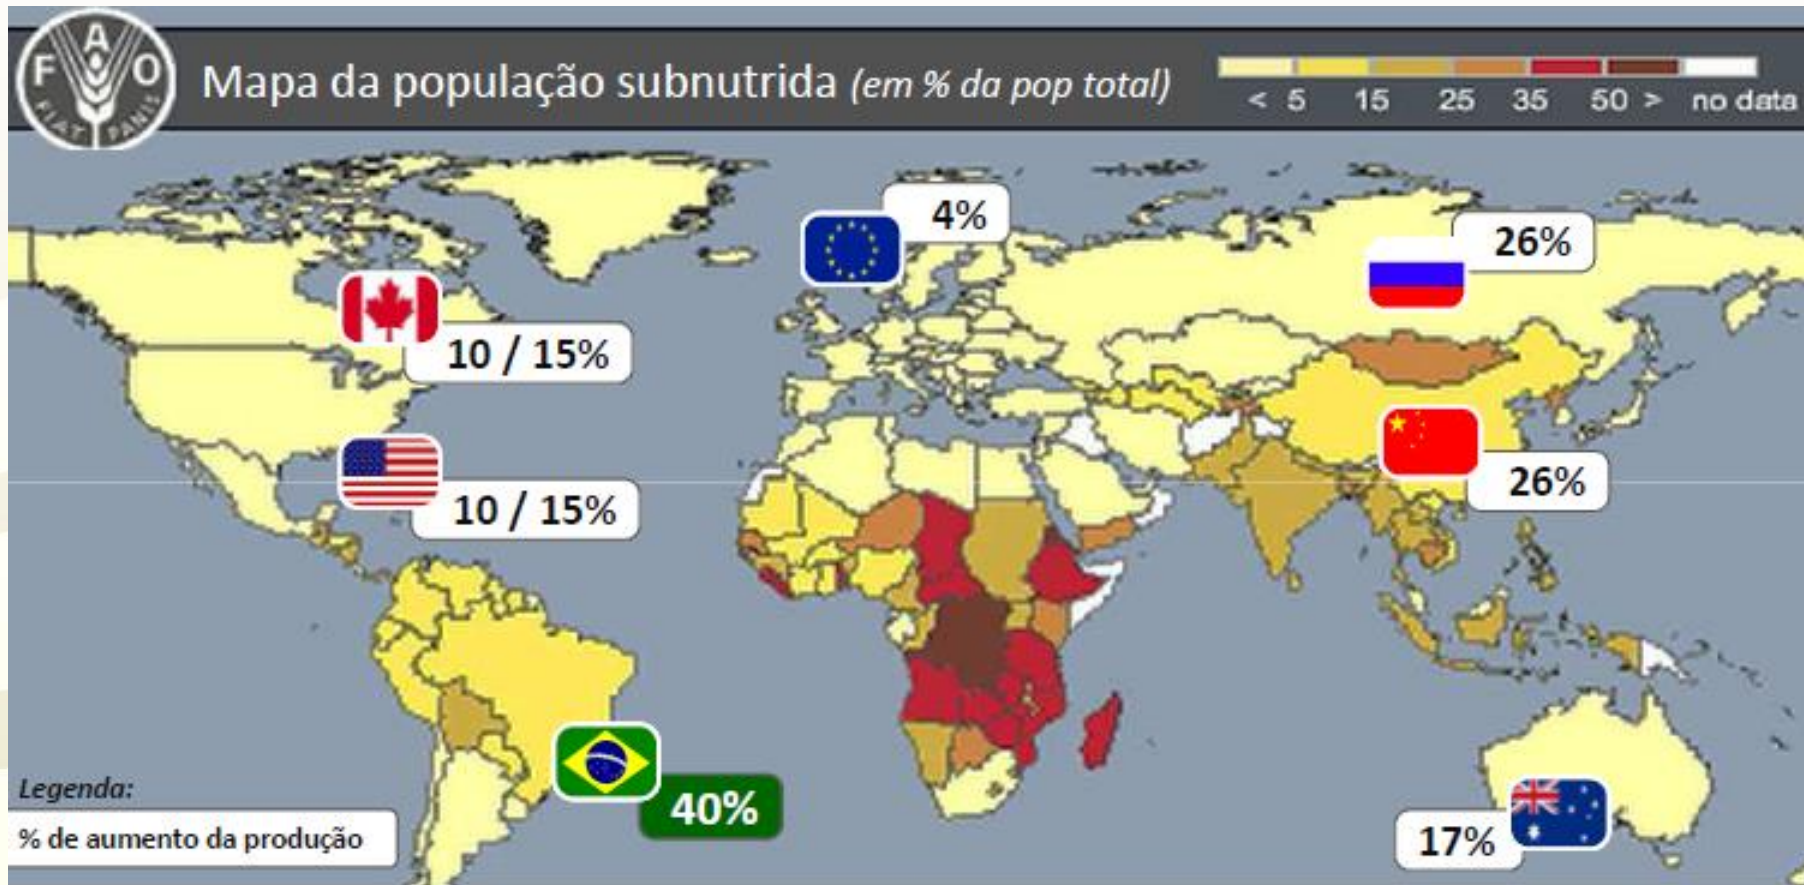 F A O
FIAT PANIS
Mapa da população subnutrida (em % da pop total)
< 5 15 25 35 50 > no data
4%
26%
10 / 15%
26%
10 / 15%
40%
17%
Legenda:
% de aumento da produção